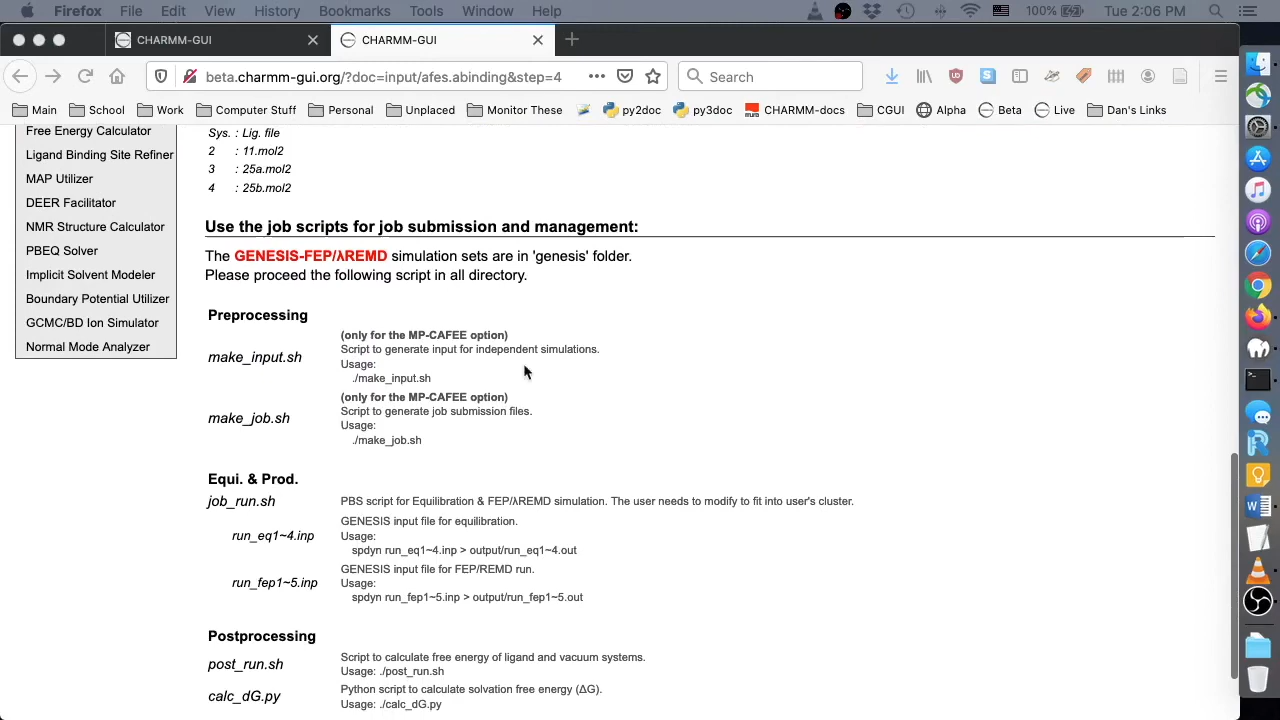 Firefox File Edit View History Bookmarks Tools Window Help 100% Tue 2:06 PM
CHARMM-GUI
CHARMM-GUI
beta.charmm-gui.org/?doc=input/afes.abinding&step=4
Search
Main School Work Computer Stuff Personal Unplaced Monitor These py2doc py3doc CHARMM-docs CGUI Alpha Beta Live Dan's Links
Free Energy Calculator
Ligand Binding Site Refiner
MAP Utilizer
DEER Facilitator
NMR Structure Calculator
PBEQ Solver
Implicit Solvent Modeler
Boundary Potential Utilizer
GCMC/BD Ion Simulator
Normal Mode Analyzer
Sys. : Lig. file
2 : 11.mol2
3 : 25a.mol2
4 : 25b.mol2
Use the job scripts for job submission and management:
The GENESIS-FEP/λREMD simulation sets are in 'genesis' folder.
Please proceed the following script in all directory.
Preprocessing
make_input.sh
(only for the MP-CAFEE option)
Script to generate input for independent simulations.
Usage:
./make_input.sh
make_job.sh
(only for the MP-CAFEE option)
Script to generate job submission files.
Usage:
./make_job.sh
Equi. & Prod.
job_run.sh
PBS script for Equilibration & FEP/λREMD simulation. The user needs to modify to fit into user's cluster.
run_eq1~4.inp
GENESIS input file for equilibration.
Usage:
spdyn run_eq1~4.inp > output/run_eq1~4.out
run_fep1~5.inp
GENESIS input file for FEP/REMD run.
Usage:
spdyn run_fep1~5.inp > output/run_fep1~5.out
Postprocessing
post_run.sh
Script to calculate free energy of ligand and vacuum systems.
Usage: ./post_run.sh
calc_dG.py
Python script to calculate solvation free energy (ΔG).
Usage: ./calc_dG.py